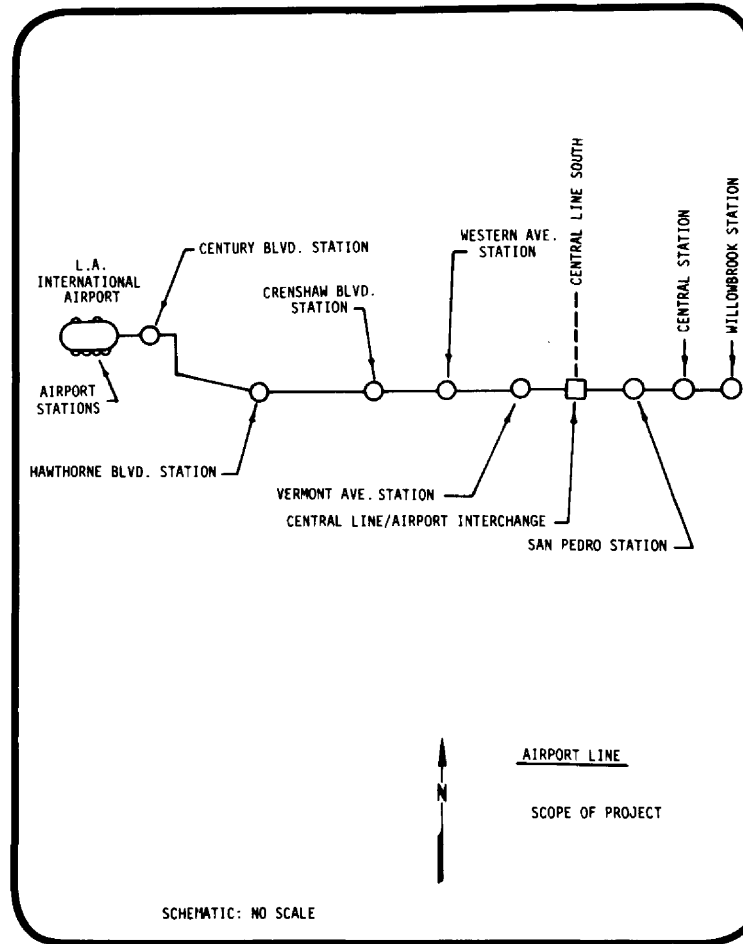 CENTRAL LINE SOUTH
CENTRAL STATION
WILLOWBROOK STATION
WESTERN AVE.
STATION
CENTURY BLVD. STATION
L.A.
INTERNATIONAL
AIRPORT
CRENSHAW BLVD.
STATION
AIRPORT
STATIONS
HAWTHORNE BLVD. STATION
VERMONT AVE. STATION
CENTRAL LINE/AIRPORT INTERCHANGE
SAN PEDRO STATION
N
AIRPORT LINE
SCOPE OF PROJECT
SCHEMATIC: NO SCALE